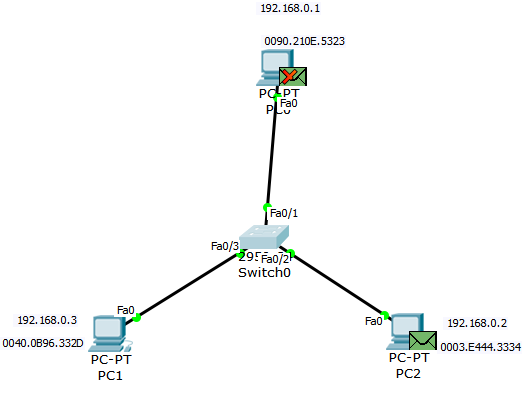 192.168.0.1
0090.210E.5323
PC-PT
Fa0
PC0
Fa0/1
Fa0/3
Fa0/2
Switch0
Fa0
192.168.0.3
0040.0B96.332D
PC-PT
PC1
Fa0
192.168.0.2
0003.E444.3334
PC-PT
PC2